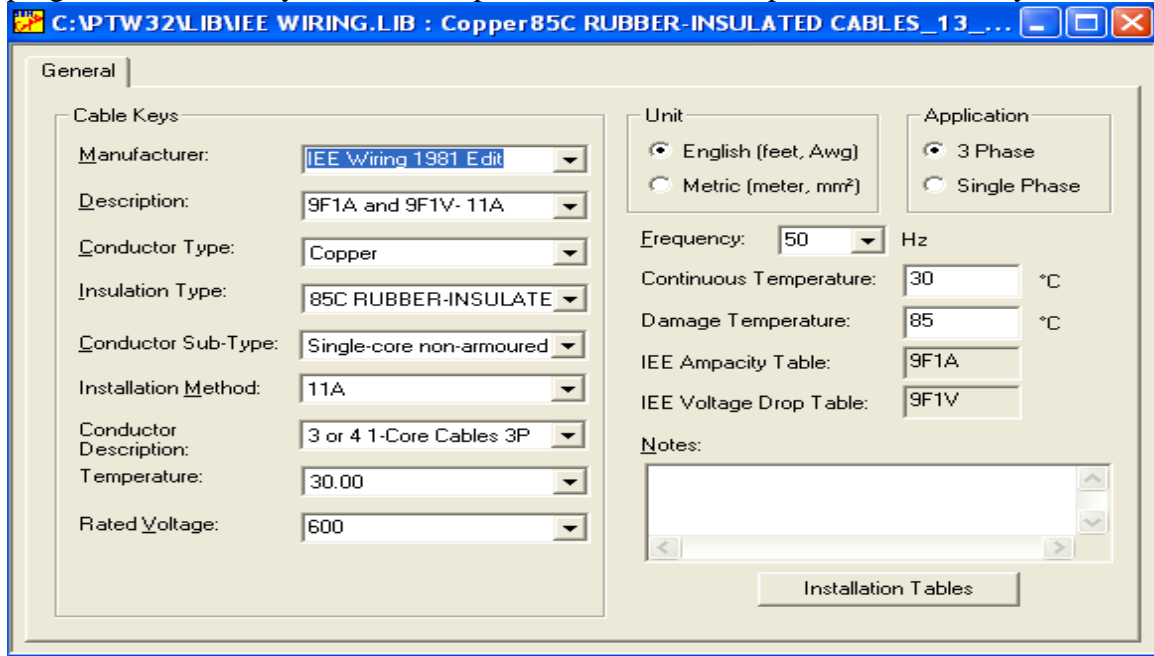 C:\PTW32\LIB\IEE WIRING.LIB : Copper85C RUBBER-INSULATED CABLES_13_...
General
Cable Keys
Manufacturer: IEE Wiring 1981 Edit
Description: 9F1A and 9F1V- 11A
Conductor Type: Copper
Insulation Type: 85C RUBBER-INSULATE
Conductor Sub-Type: Single-core non-armoured
Installation Method: 11A
Conductor
Description: 3 or 4 1-Core Cables 3P
Temperature: 30.00
Rated Voltage: 600
Unit
English (feet, Awg)
Metric (meter, mm²)
Application
3 Phase
Single Phase
Frequency: 50 Hz
Continuous Temperature: 30 °C
Damage Temperature: 85 °C
IEE Ampacity Table: 9F1A
IEE Voltage Drop Table: 9F1V
Notes:
Installation Tables